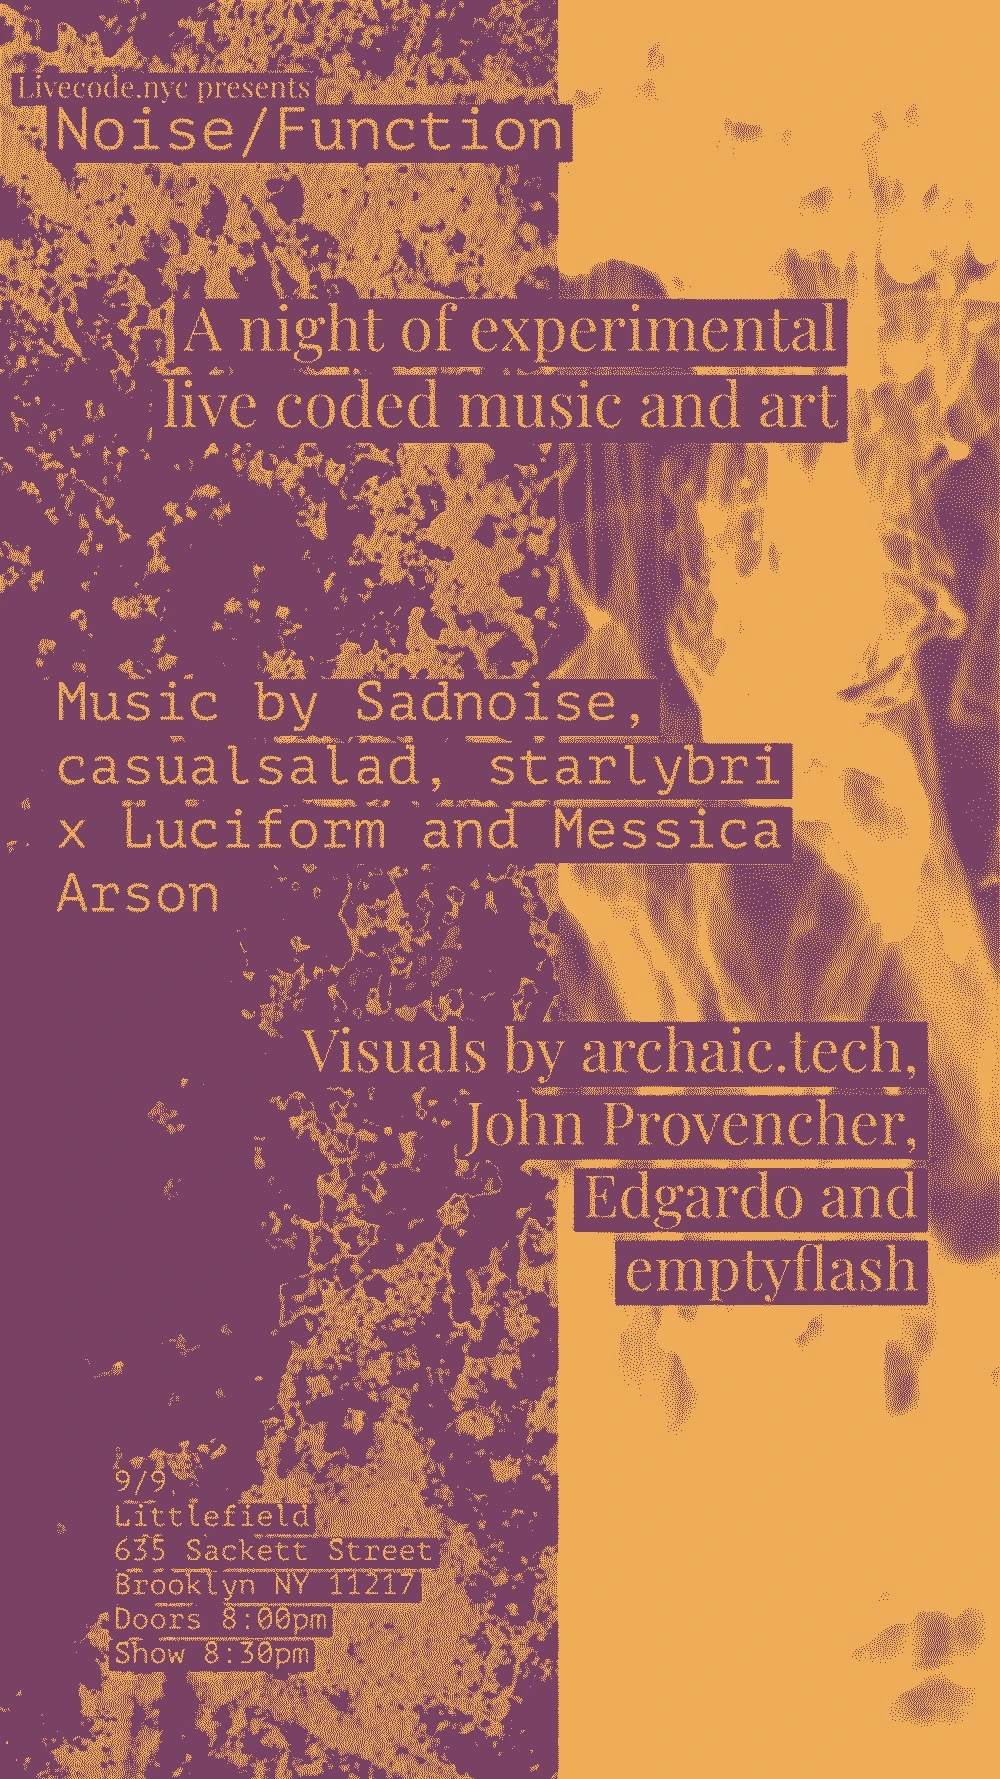 Livecode.nyc presents
Noise/Function
A night of experimental
live coded music and art
Music by Sadnoise,
casualsalad, starlybri
x Luciform and Messica
Arson
Visuals by archaic.tech,
John Provencher,
Edgardo and
emptyflash
9/9
Littlefield
635 Sackett Street
Brooklyn NY 11217
Doors 8:00pm
Show 8:30pm